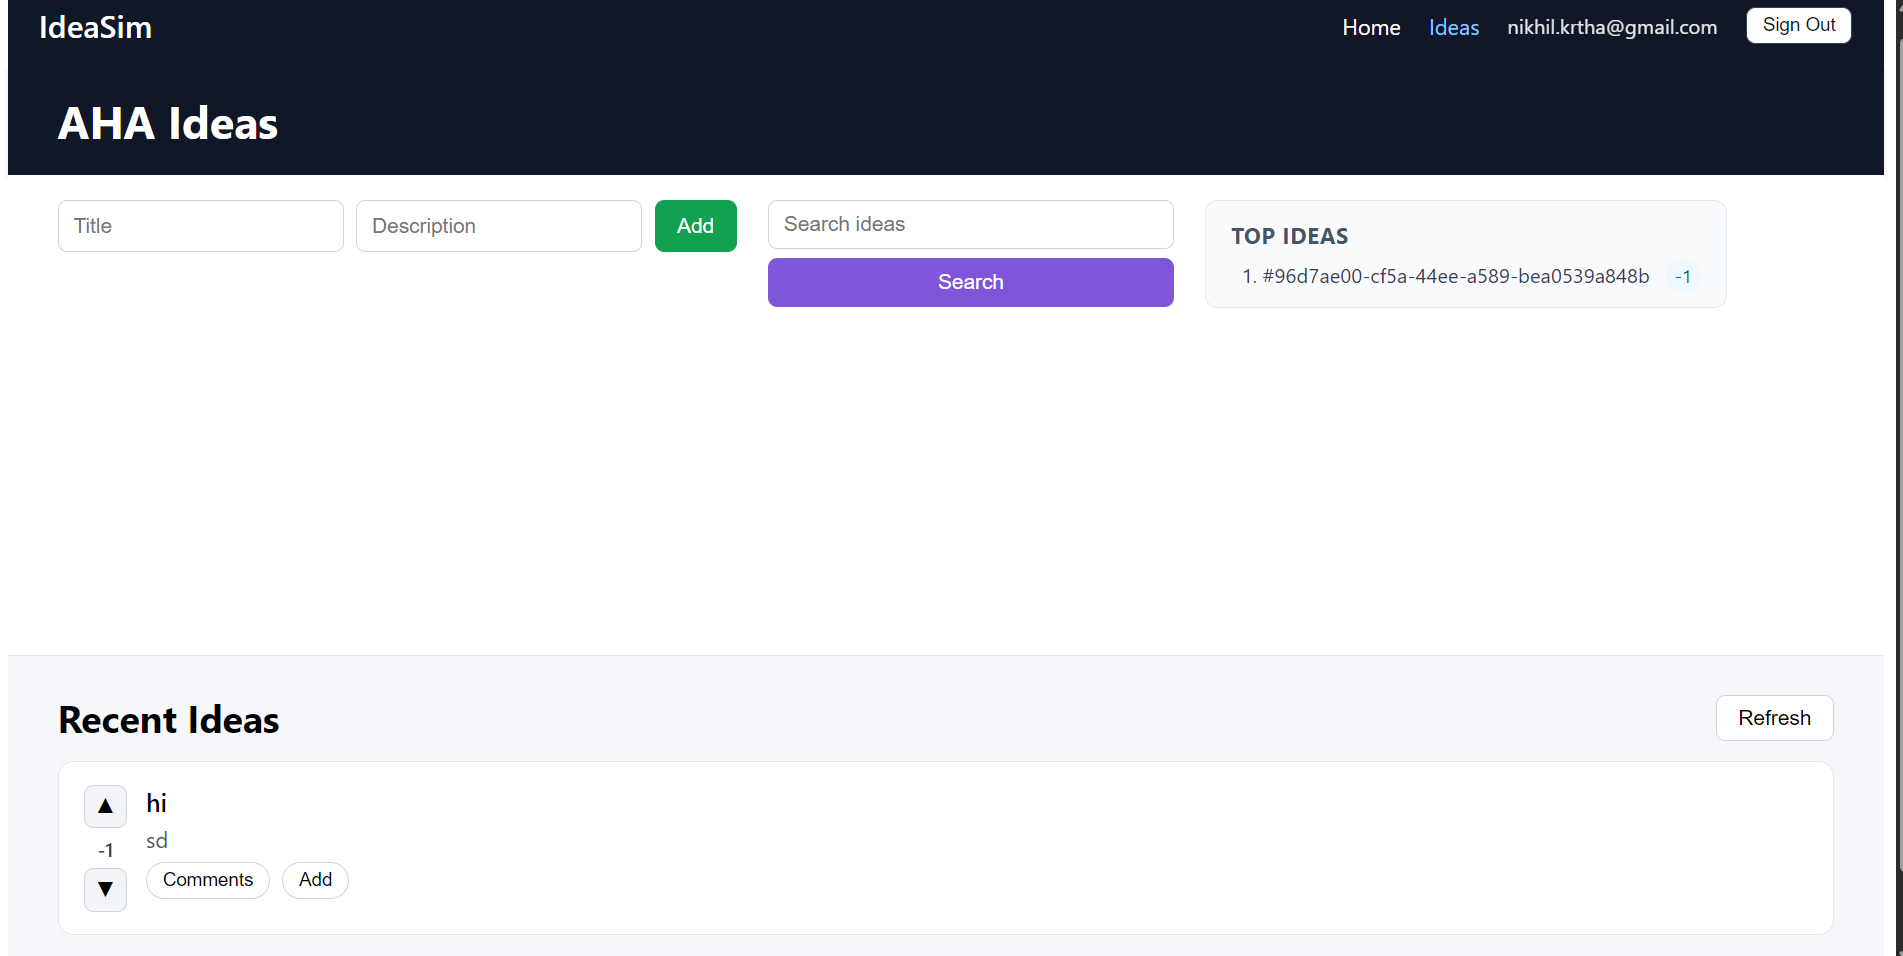 IdeaSim
Home Ideas nikhil.krtha@gmail.com Sign Out
AHA Ideas
Title Description Add
Search ideas
Search
TOP IDEAS
1. #96d7ae00-cf5a-44ee-a589-bea0539a848b -1
Recent Ideas
Refresh
▲
hi
-1
sd
▼
Comments Add